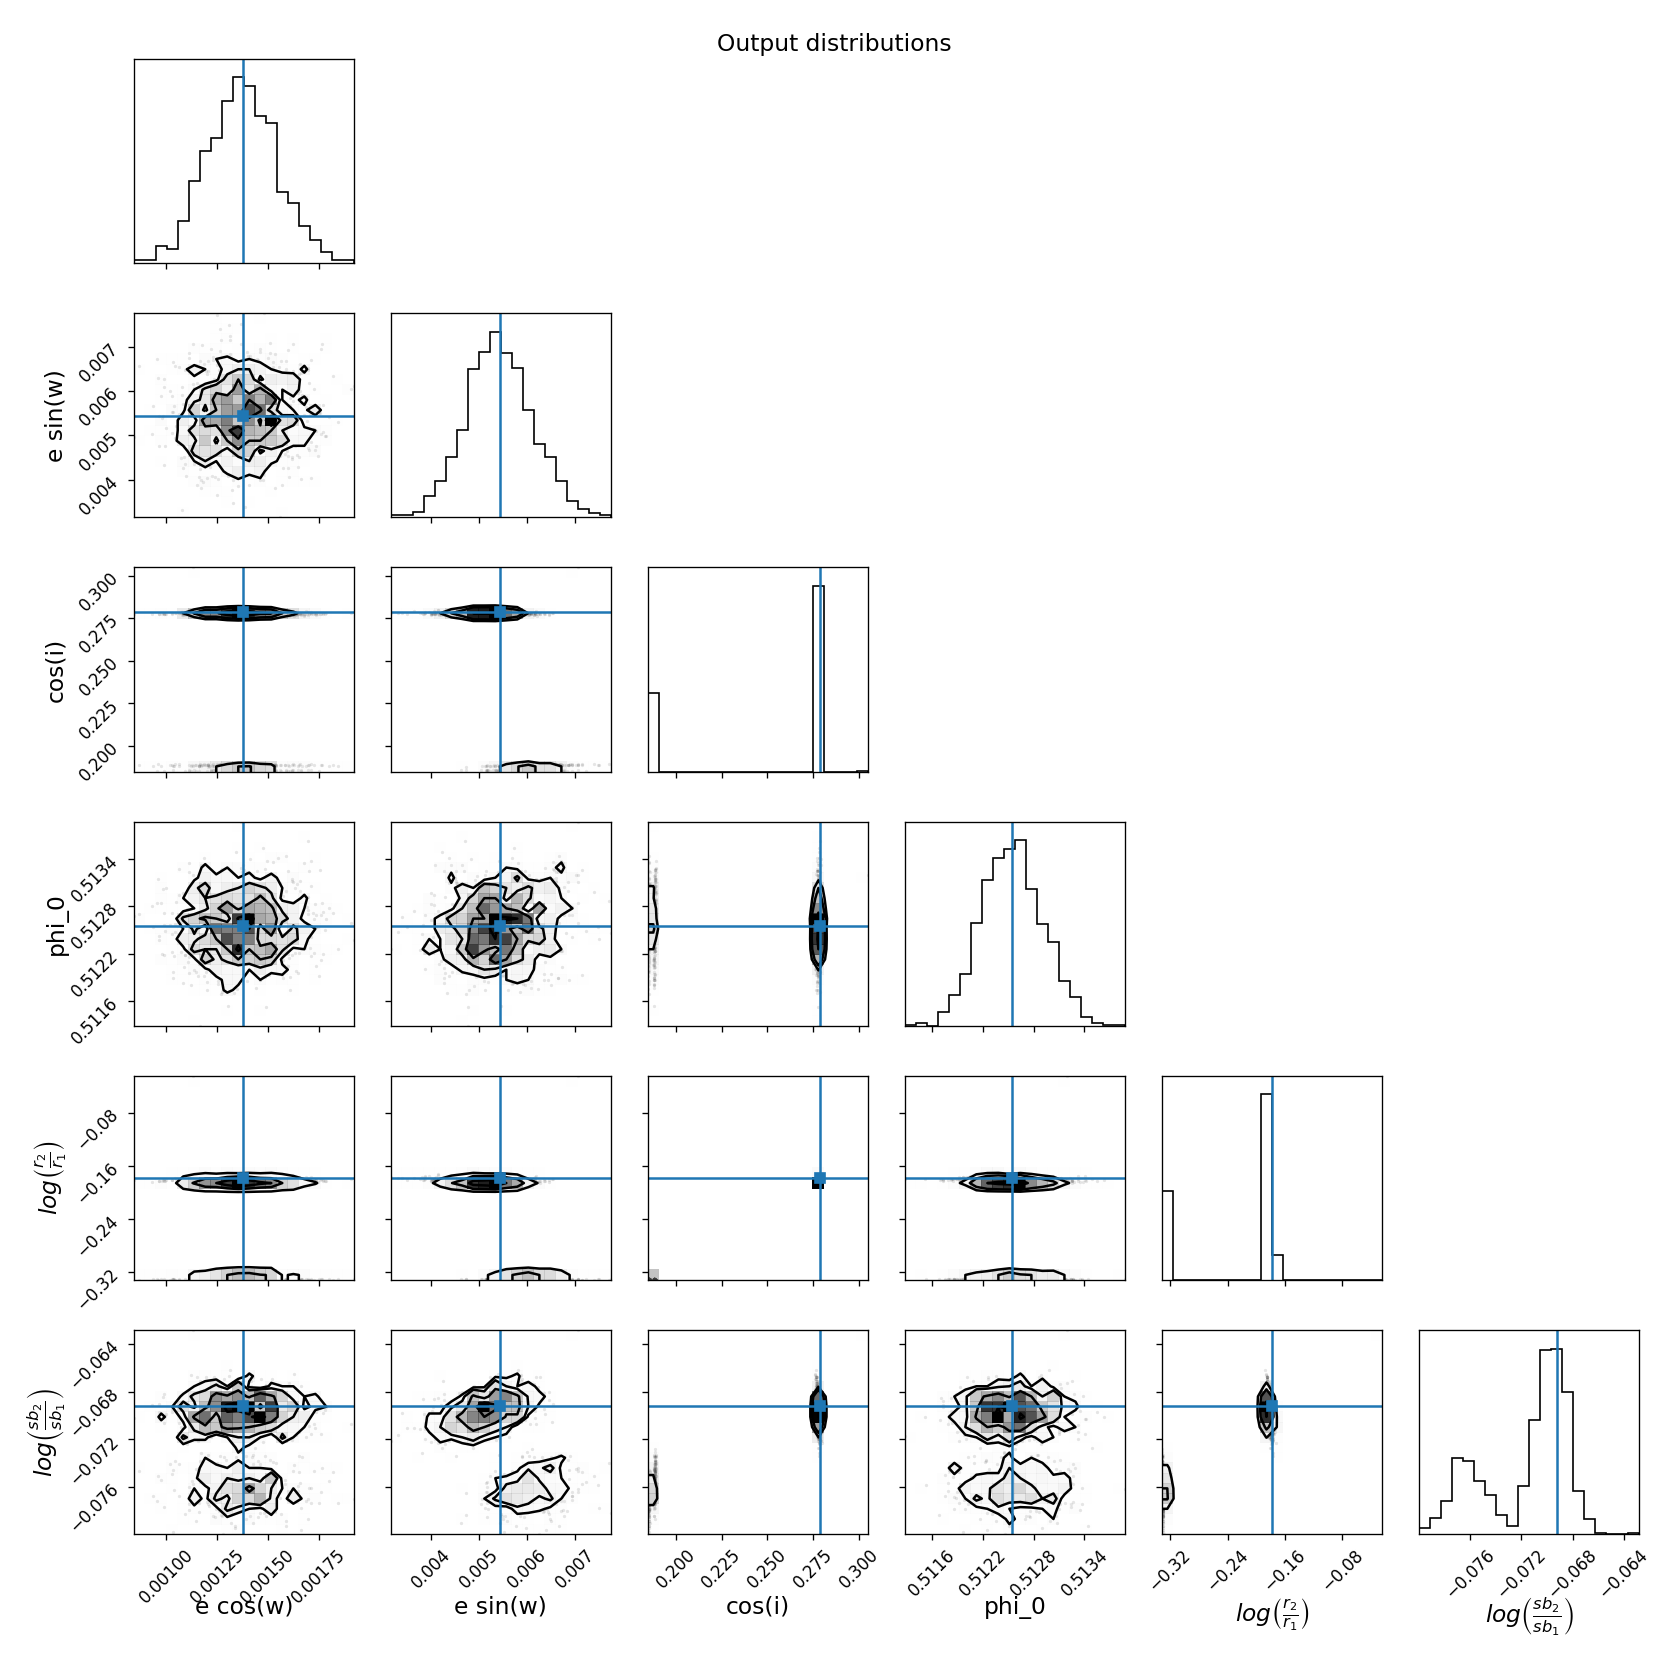 Output distributions
e sin(w)
0.007
0.006
0.005
0.004
cos(i)
0.300
0.275
0.250
0.225
0.200
phi_0
0.5134
0.5128
0.5122
0.5116
log(r2/r1)
−0.08
−0.16
−0.24
−0.32
log(sb2/sb1)
−0.064
−0.068
−0.072
−0.076
0.00100 0.00125 0.00150 0.00175
0.004 0.005 0.006 0.007
0.200 0.225 0.250 0.275 0.300
0.5116 0.5122 0.5128 0.5134
−0.32 −0.24 −0.16 −0.08
−0.076 −0.072 −0.068 −0.064
e cos(w) e sin(w) cos(i) phi_0 log(r2/r1) log(sb2/sb1)